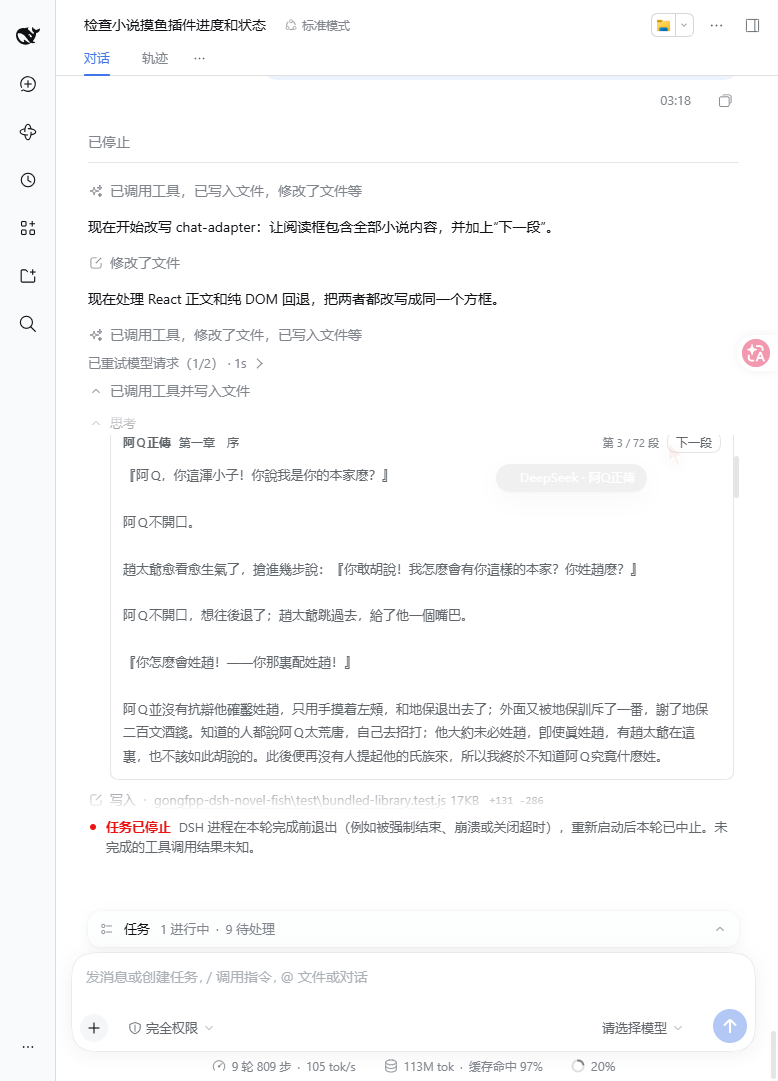 检查小说摸鱼插件进度和状态 标准模式
对话 轨迹 ···
03:18
已停止
已调用工具，已写入文件，修改了文件等
现在开始改写 chat-adapter：让阅读框包含全部小说内容，并加上“下一段”。
修改了文件
现在处理 React 正文和纯 DOM 回退，把两者都改写成同一个方框。
已调用工具，修改了文件，已写入文件等
已重试模型请求（1/2） · 1s
已调用工具并写入文件
思考
阿Ｑ正傳 第一章 序 第 3 / 72 段 下一段
『阿Ｑ，你這渾小子！你說我是你的本家麽？』
DeepSeek · 阿Q正傳
阿Ｑ不開口。
趙太爺愈看愈生氣了，搶進幾步說：『你敢胡說！我怎麽會有你這樣的本家？你姓趙麽？』
阿Ｑ不開口，想往後退了；趙太爺跳過去，給了他一個嘴巴。
『你怎麽會姓趙！——你那裏配姓趙！』
阿Ｑ並沒有抗辯他確鑿姓趙，只用手摸着左頰，和地保退出去了；外面又被地保訓斥了一番，謝了地保
二百文酒錢。知道的人都說阿Ｑ太荒唐，自己去招打；他大約未必姓趙，卽使眞姓趙，有趙太爺在這
裏，也不該如此胡說的。此後便再沒有人提起他的氏族來，所以我終於不知道阿Ｑ究竟什麽姓。
写入 · gongfpp-dsh-novel-fish\test\bundled-library.test.js 17KB +131 -286
任务已停止 DSH 进程在本轮完成前退出（例如被强制结束、崩溃或关闭超时），重新启动后本轮已中止。未
完成的工具调用结果未知。
任务 1 进行中 · 9 待处理
发消息或创建任务, / 调用指令, @ 文件或对话
完全权限 请选择模型
9 轮 809 步 · 105 tok/s 113M tok · 缓存命中 97% 20%